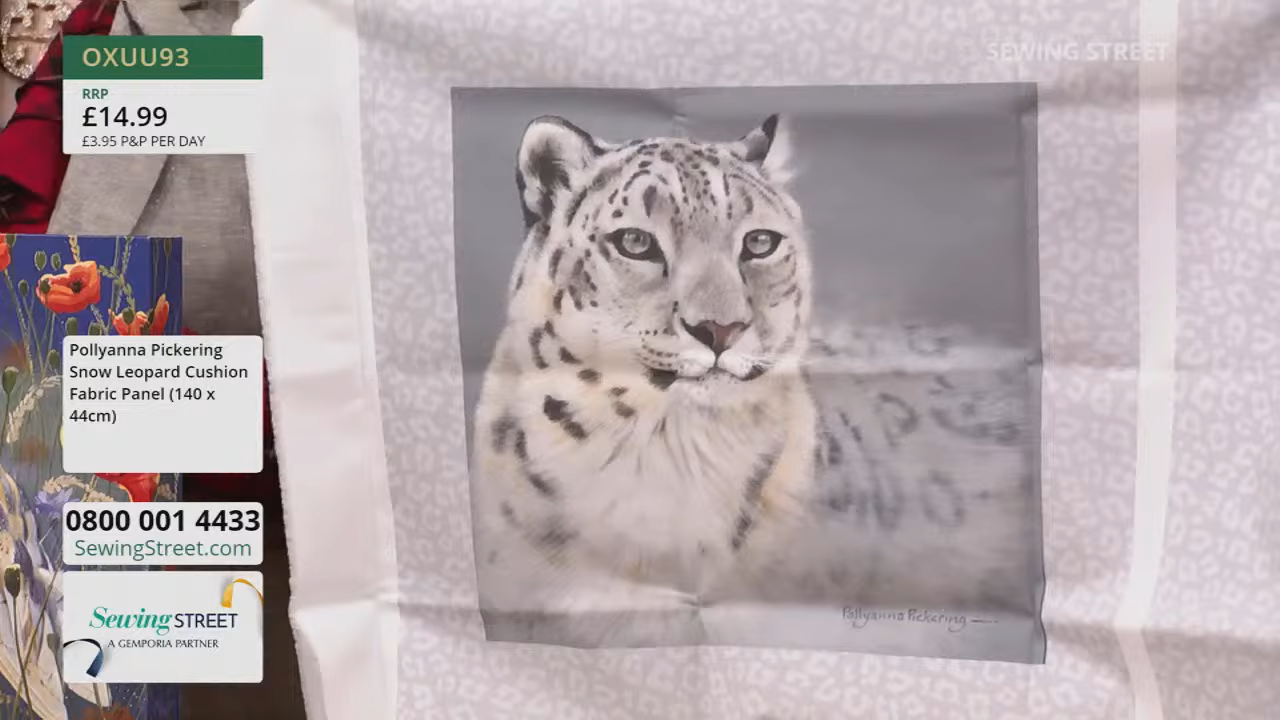 OXUU93
RRP
£14.99
£3.95 P&P PER DAY
SEWING STREET
Pollyanna Pickering
Snow Leopard Cushion
Fabric Panel (140 x
44cm)
0800 001 4433
SewingStreet.com
Sewing STREET
A GEMPORIA PARTNER
Pollyanna Pickering